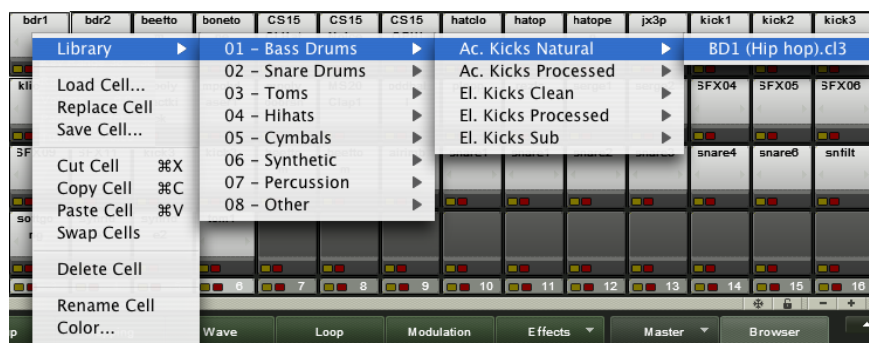 bdr1 bdr2 beefto boneto CS15 CS15 CS15 hatclo hatop hatope jx3p kick1 kick2 kick3
Library
01 – Bass Drums
Ac. Kicks Natural
BD1 (Hip hop).cl3
02 – Snare Drums
Ac. Kicks Processed
Load Cell...
03 – Toms
El. Kicks Clean
SFX04 SFX05 SFX06
Replace Cell
04 – Hihats
El. Kicks Processed
Save Cell...
05 – Cymbals
El. Kicks Sub
Cut Cell ⌘X
06 – Synthetic
snare4 snare6 snfilt
Copy Cell ⌘C
07 – Percussion
Paste Cell ⌘V
08 – Other
Swap Cells
Delete Cell
6 7 8 9 10 11 12 13 14 15 16
Rename Cell
Color...
Wave Loop Modulation Effects Master Browser